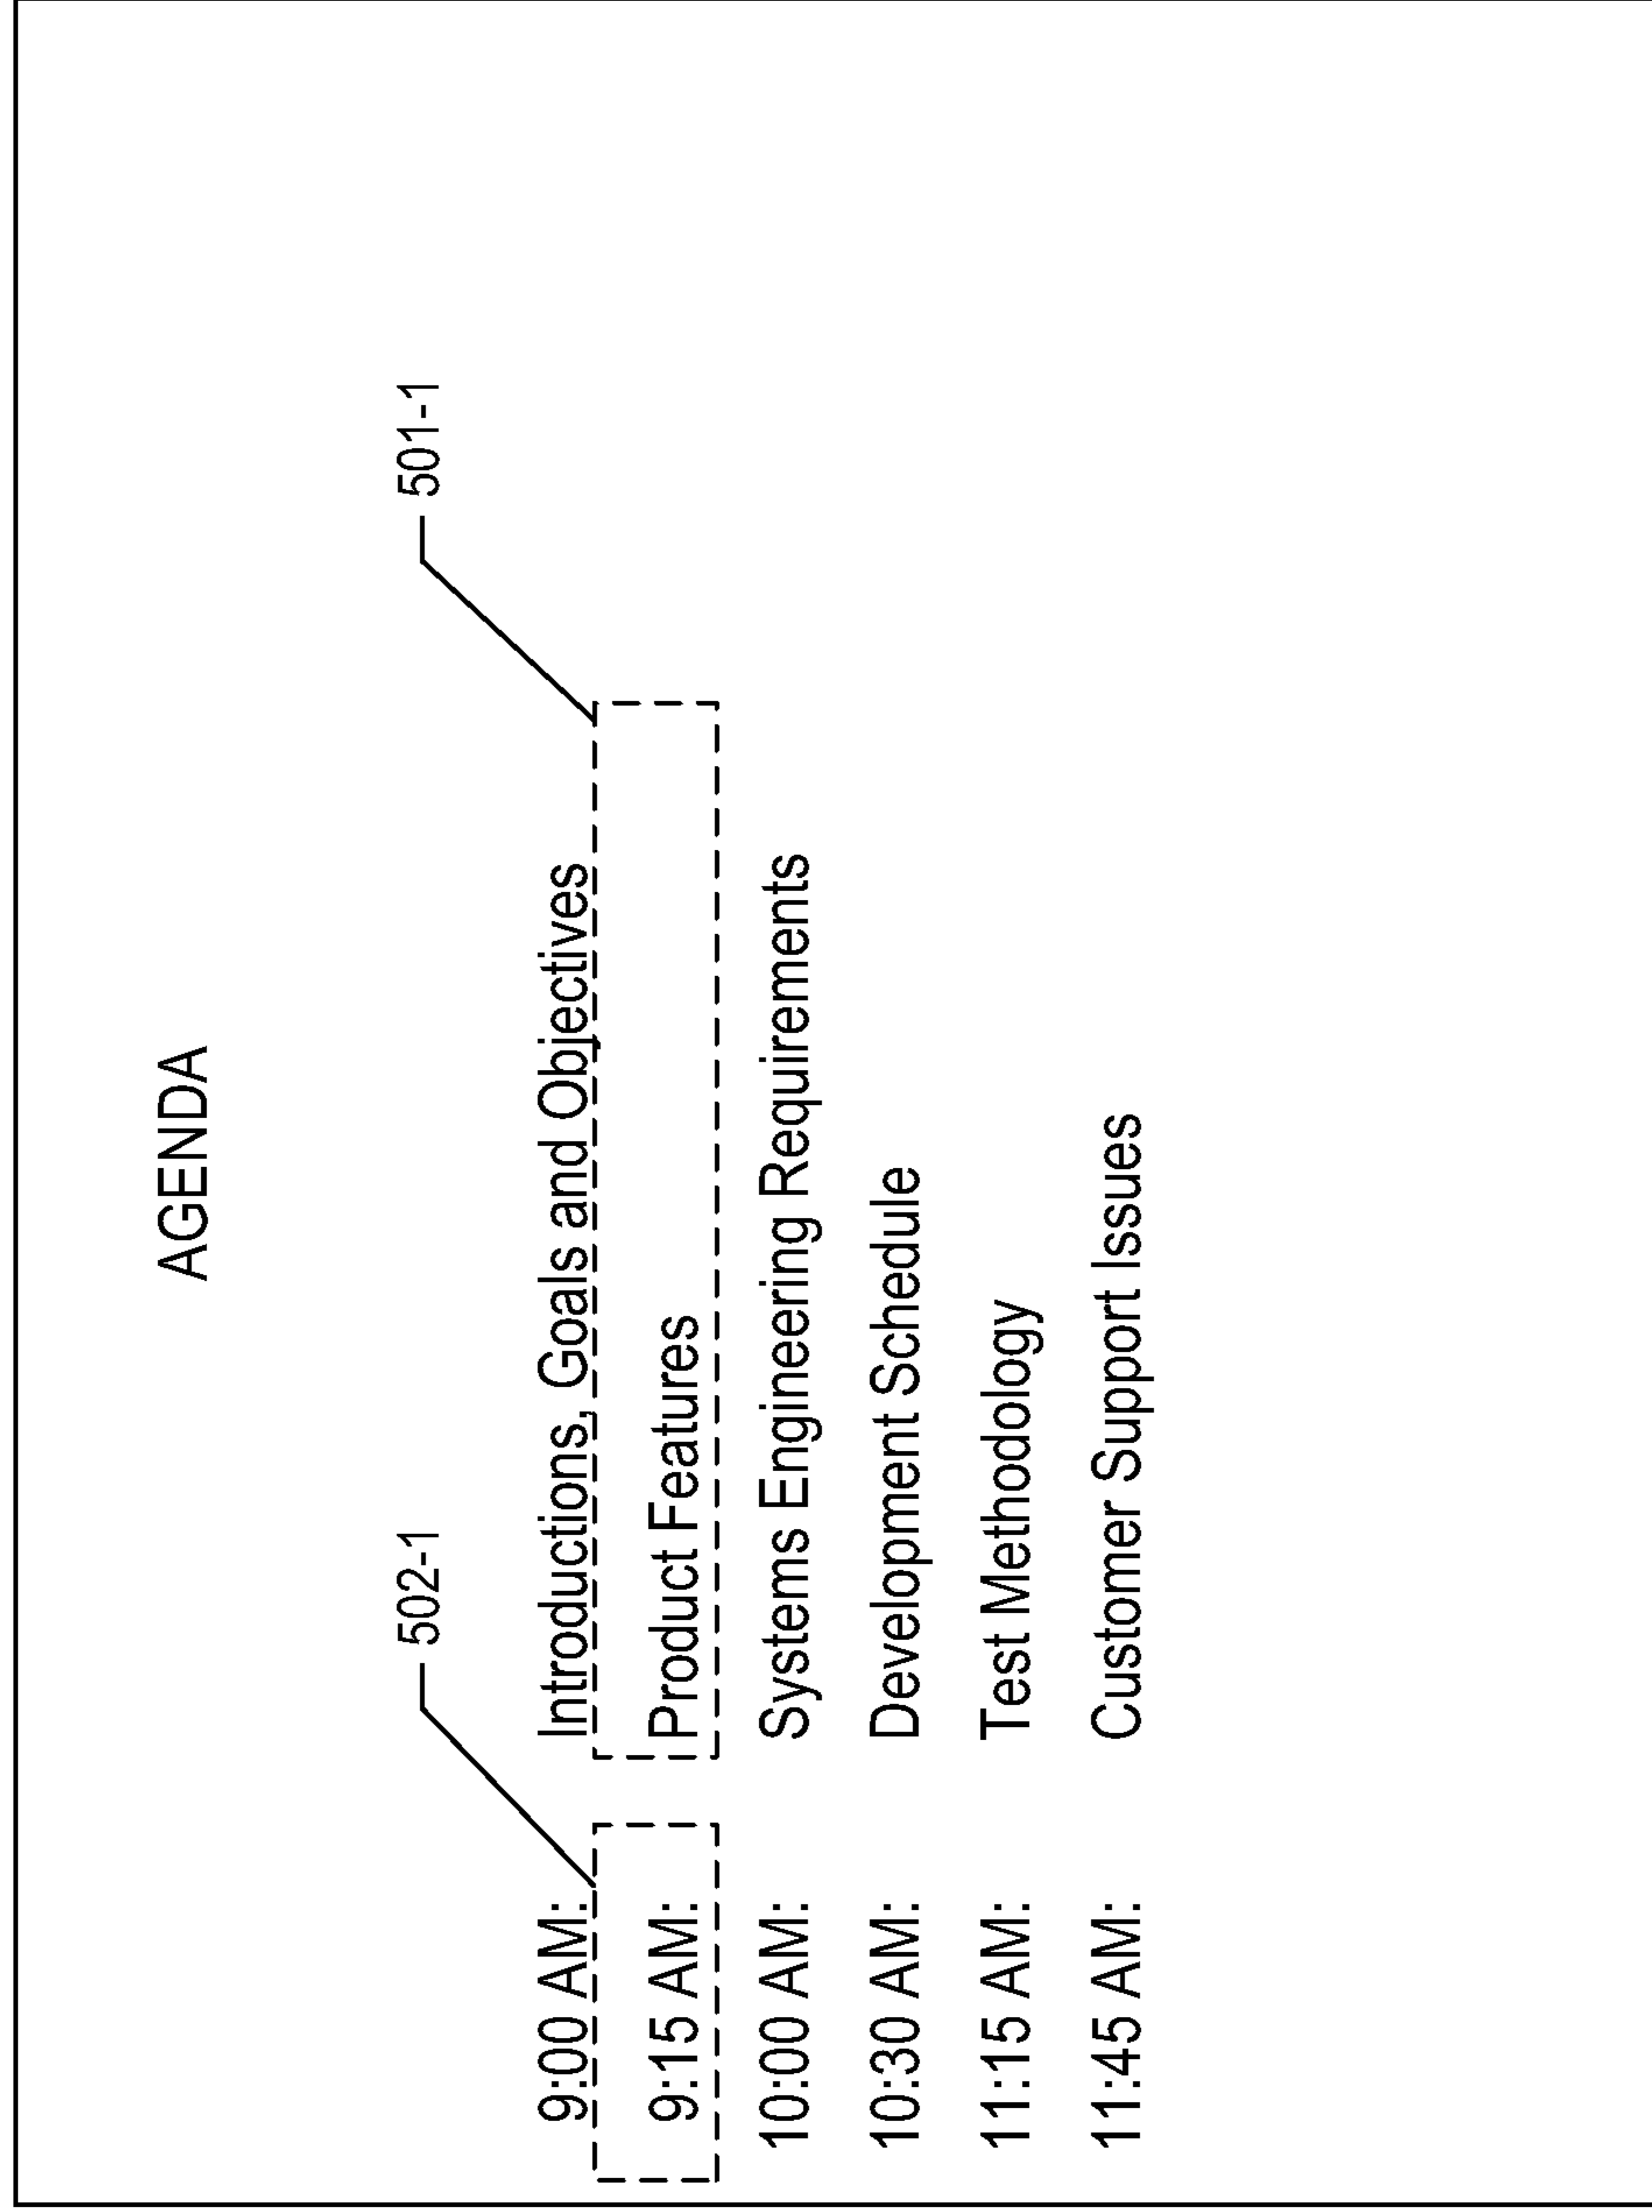 AGENDA
502-1
501-1
9:00 AM: Introductions, Goals and Objectives
9:15 AM: Product Features
10:00 AM: Systems Engineering Requirements
10:30 AM: Development Schedule
11:15 AM: Test Methodology
11:45 AM: Customer Support Issues